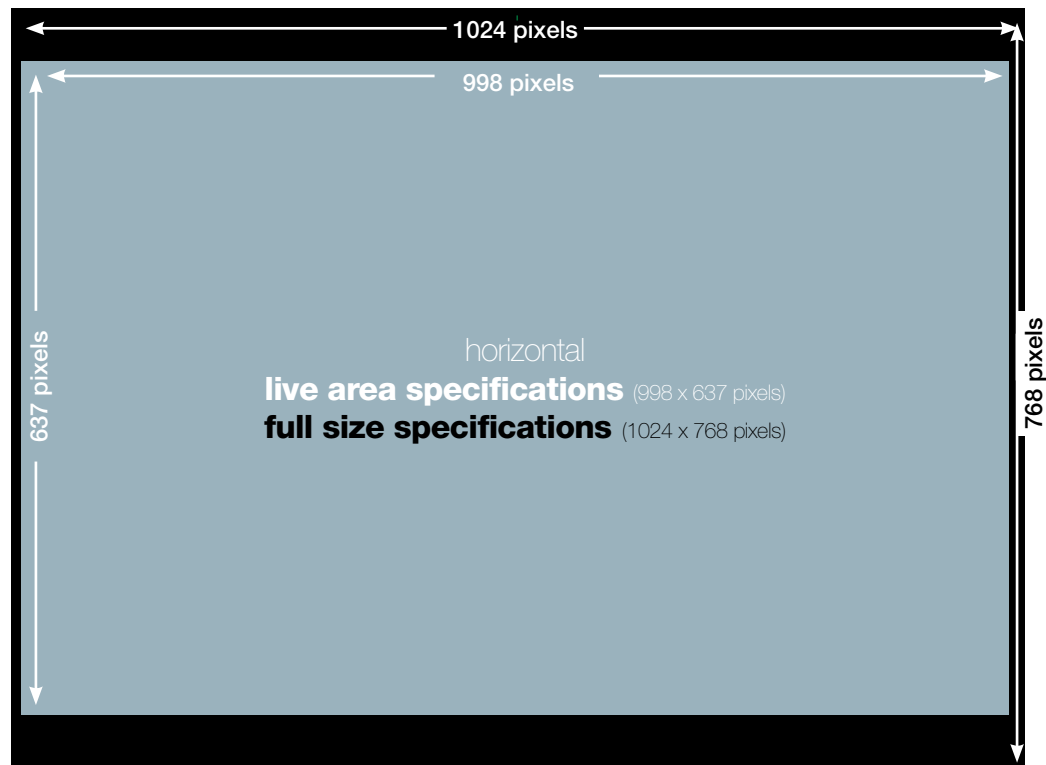 1024 pixels
998 pixels
637 pixels
768 pixels
horizontal
live area specifications (998 x 637 pixels)
full size specifications (1024 x 768 pixels)